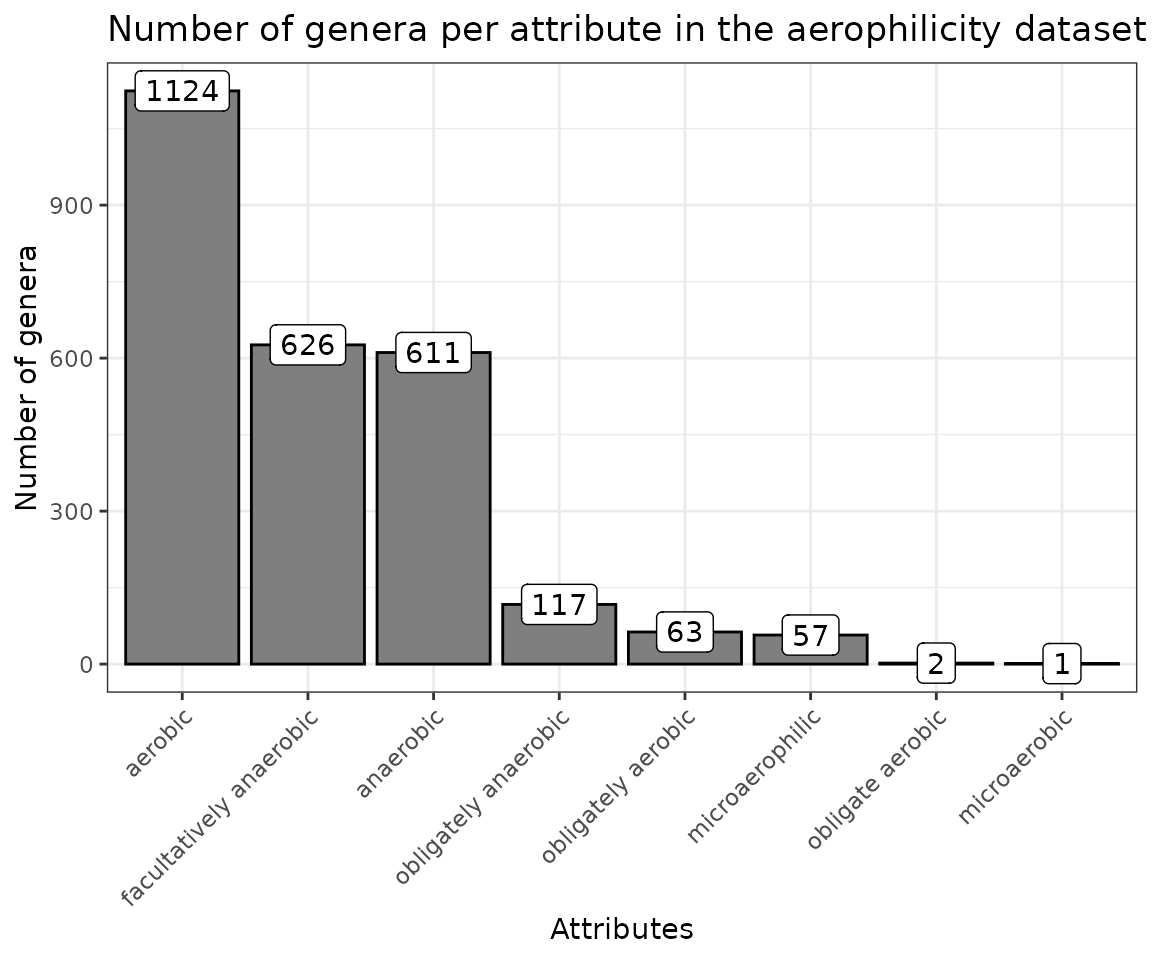 Number of genera per attribute in the aerophilicity dataset
Number of genera
900
600
300
0
1124
626
611
117
63
57
2
1
aerobic
facultatively anaerobic
anaerobic
obligately anaerobic
obligately aerobic
microaerophilic
obligate aerobic
microaerobic
Attributes